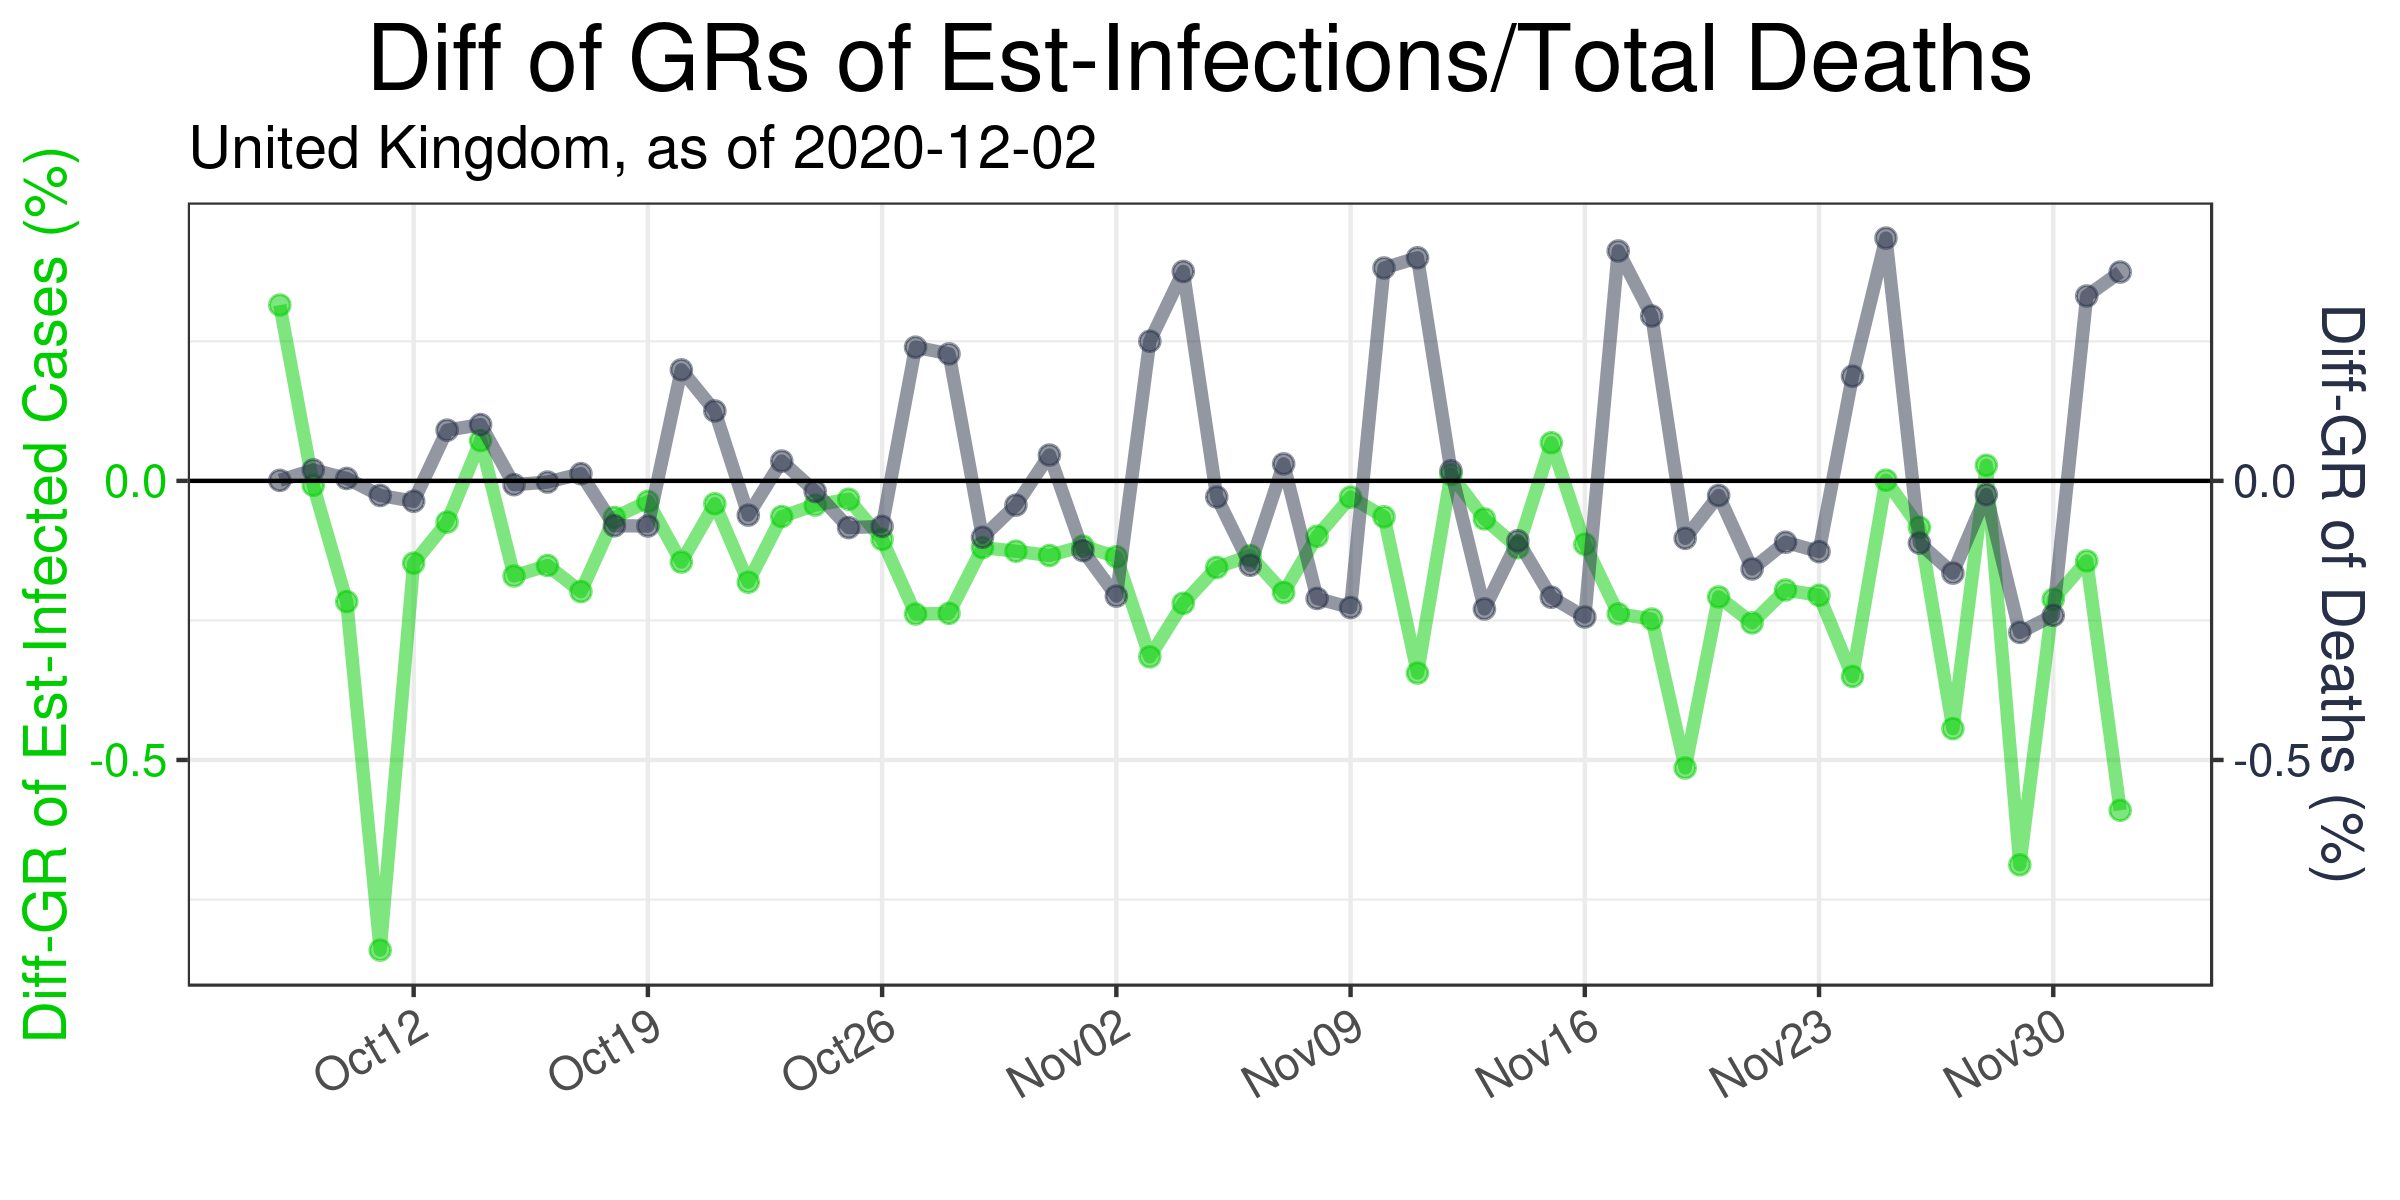 Diff of GRs of Est-Infections/Total Deaths
United Kingdom, as of 2020-12-02
Diff-GR of Est-Infected Cases (%)
0.0
-0.5
0.0
-0.5
Diff-GR of Deaths (%)
Oct12
Oct19
Oct26
Nov02
Nov09
Nov16
Nov23
Nov30